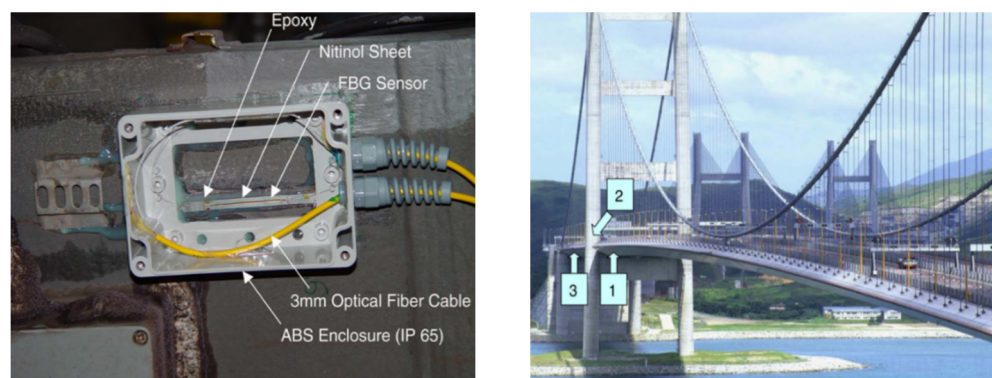 Epoxy
Nitinol Sheet
FBG Sensor
3mm Optical Fiber Cable
ABS Enclosure (IP 65)
2
3
1